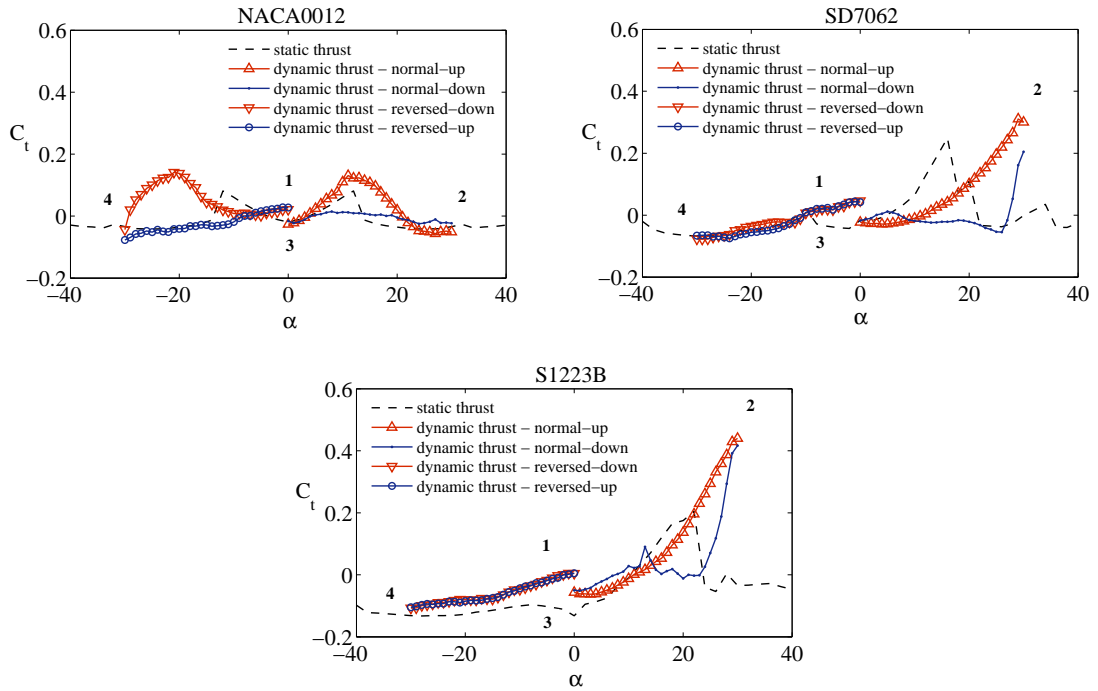 NACA0012
0.6
0.4
0.2
0
−0.2
C_t
static thrust
dynamic thrust − normal−up
dynamic thrust − normal−down
dynamic thrust − reversed−down
dynamic thrust − reversed−up
1
2
3
4
−40
−20
0
20
40
α
SD7062
0.6
0.4
0.2
0
−0.2
C_t
static thrust
dynamic thrust − normal−up
dynamic thrust − normal−down
dynamic thrust − reversed−down
dynamic thrust − reversed−up
1
2
3
4
−40
−20
0
20
40
α
S1223B
0.6
0.4
0.2
0
−0.2
C_t
static thrust
dynamic thrust − normal−up
dynamic thrust − normal−down
dynamic thrust − reversed−down
dynamic thrust − reversed−up
1
2
3
4
−40
−20
0
20
40
α